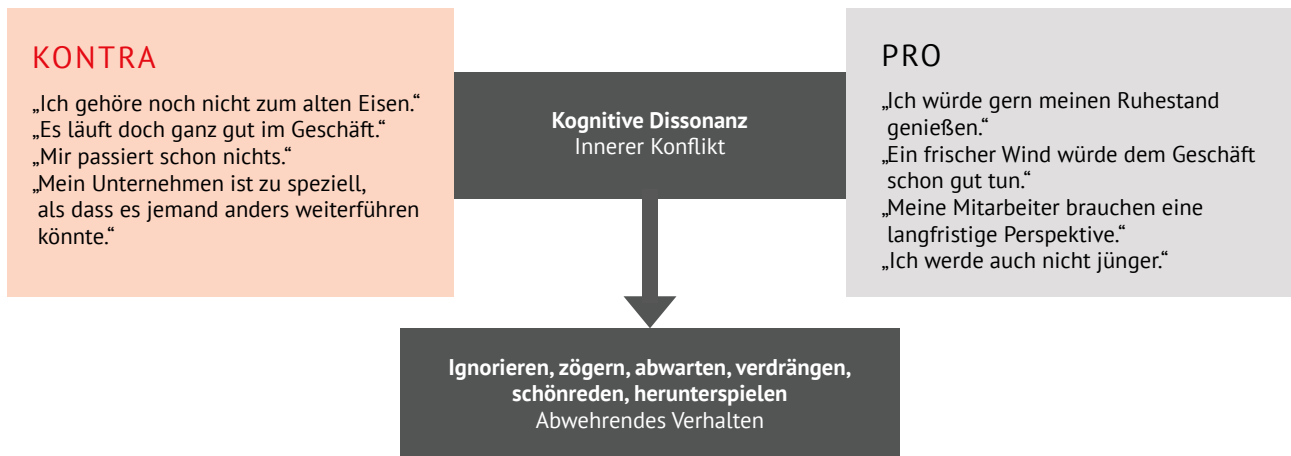 KONTRA
„Ich gehöre noch nicht zum alten Eisen.“
„Es läuft doch ganz gut im Geschäft.“
„Mir passiert schon nichts.“
„Mein Unternehmen ist zu speziell,
als dass es jemand anders weiterführen
könnte.“
Kognitive Dissonanz
Innerer Konflikt
PRO
„Ich würde gern meinen Ruhestand
genießen.“
„Ein frischer Wind würde dem Geschäft
schon gut tun.“
„Meine Mitarbeiter brauchen eine
langfristige Perspektive.“
„Ich werde auch nicht jünger.“
Ignorieren, zögern, abwarten, verdrängen,
schönreden, herunterspielen
Abwehrendes Verhalten